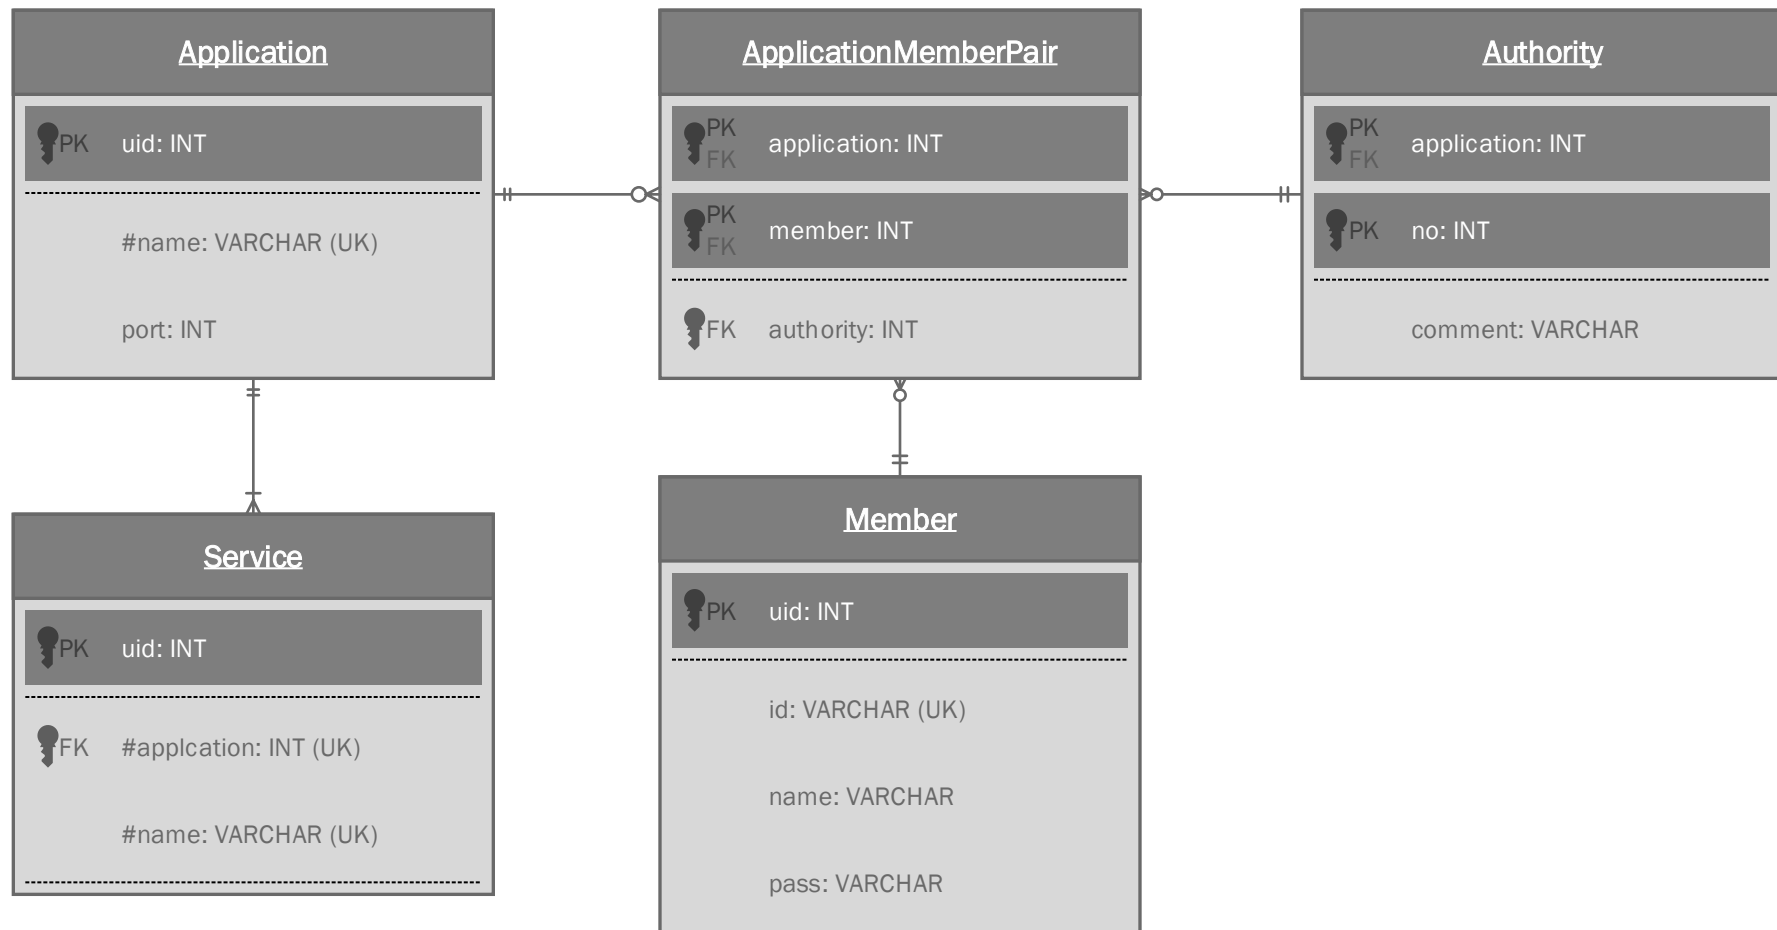 Application
PK uid: INT
#name: VARCHAR (UK)
port: INT
ApplicationMemberPair
PK
FK application: INT
PK
FK member: INT
FK authority: INT
Authority
PK
FK application: INT
PK no: INT
comment: VARCHAR
Service
PK uid: INT
FK #applcation: INT (UK)
#name: VARCHAR (UK)
Member
PK uid: INT
id: VARCHAR (UK)
name: VARCHAR
pass: VARCHAR